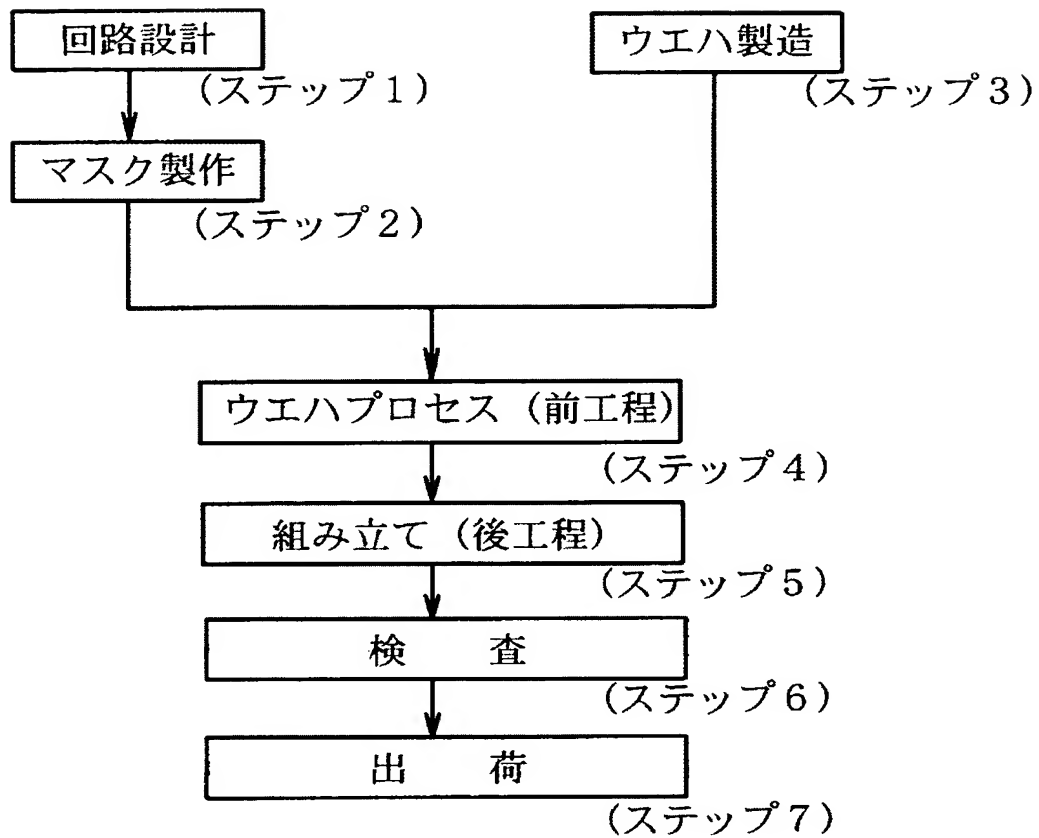 回路設計
(ステップ1)
マスク製作
(ステップ2)
ウエハ製造
(ステップ3)
ウエハプロセス(前工程)
(ステップ4)
組み立て(後工程)
(ステップ5)
検　査
(ステップ6)
出　荷
(ステップ7)